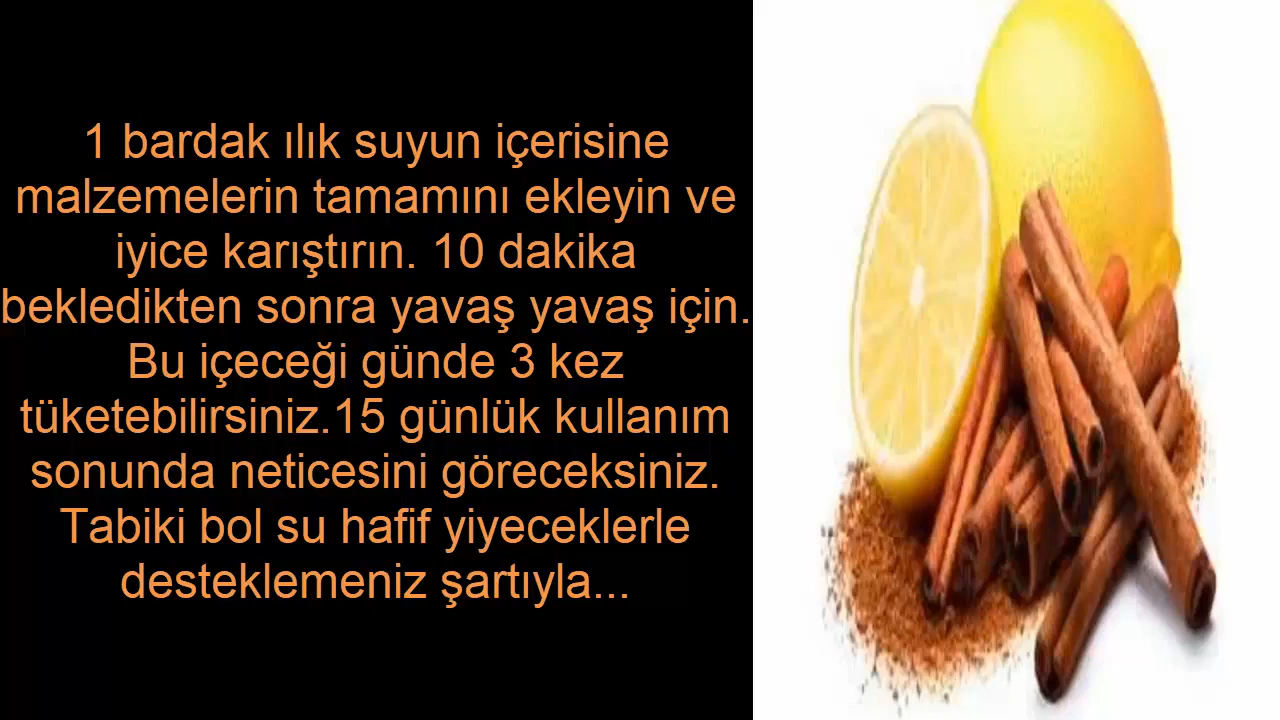 1 bardak ılık suyun içerisine
malzemelerin tamamını ekleyin ve
iyice karıştırın. 10 dakika
bekledikten sonra yavaş yavaş için.
Bu içeceği günde 3 kez
tüketebilirsiniz.15 günlük kullanım
sonunda neticesini göreceksiniz.
Tabiki bol su hafif yiyeceklerle
desteklemeniz şartıyla...